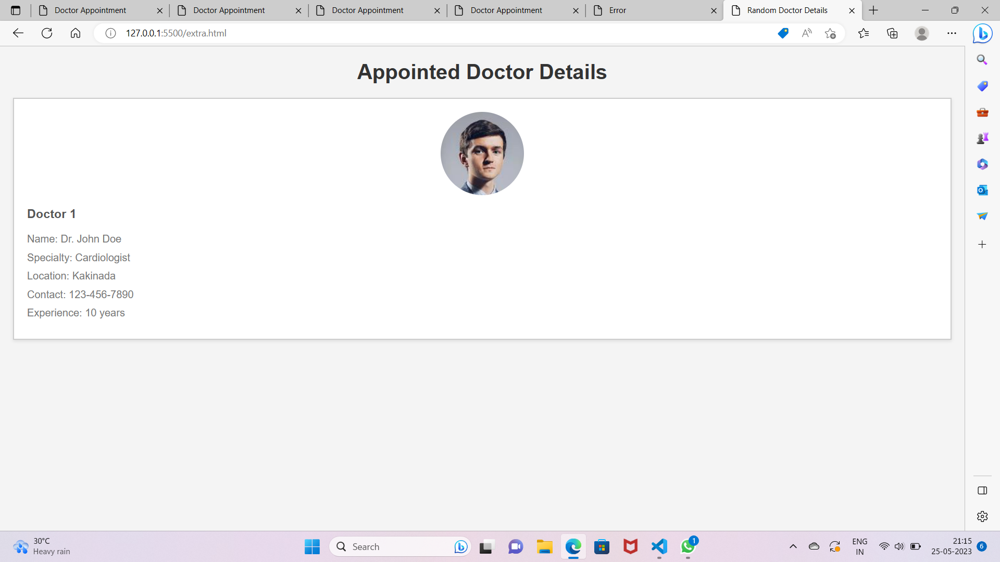 Doctor Appointment
Doctor Appointment
Doctor Appointment
Doctor Appointment
Error
Random Doctor Details
127.0.0.1:5500/extra.html
Appointed Doctor Details
Doctor 1
Name: Dr. John Doe
Specialty: Cardiologist
Location: Kakinada
Contact: 123-456-7890
Experience: 10 years
30°C
Heavy rain
Search
1
ENG
IN
21:15
25-05-2023
6